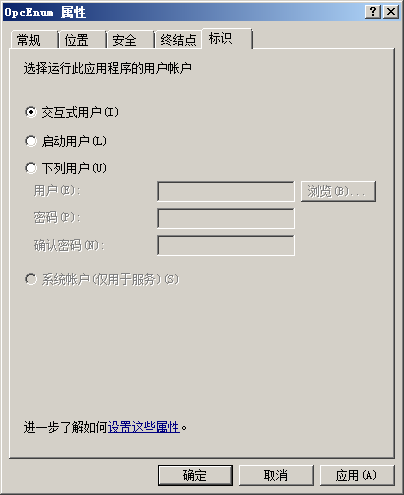 OpcEnum 属性
常规 位置 安全 终结点 标识
选择运行此应用程序的用户帐户
交互式用户(I)
启动用户(L)
下列用户(U)
用户(E): 浏览(B)...
密码(P):
确认密码(N):
系统帐户(仅用于服务)(S)
进一步了解如何设置这些属性。
确定 取消 应用(A)